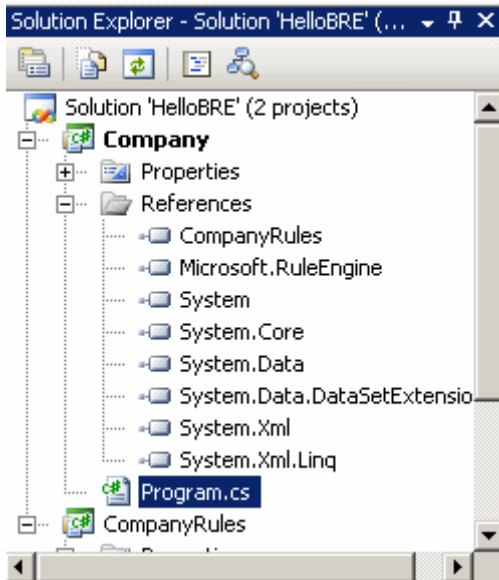 Solution Explorer - Solution 'HelloBRE' (...
Solution 'HelloBRE' (2 projects)
Company
Properties
References
CompanyRules
Microsoft.RuleEngine
System
System.Core
System.Data
System.Data.DataSetExtensio
System.Xml
System.Xml.Linq
Program.cs
CompanyRules